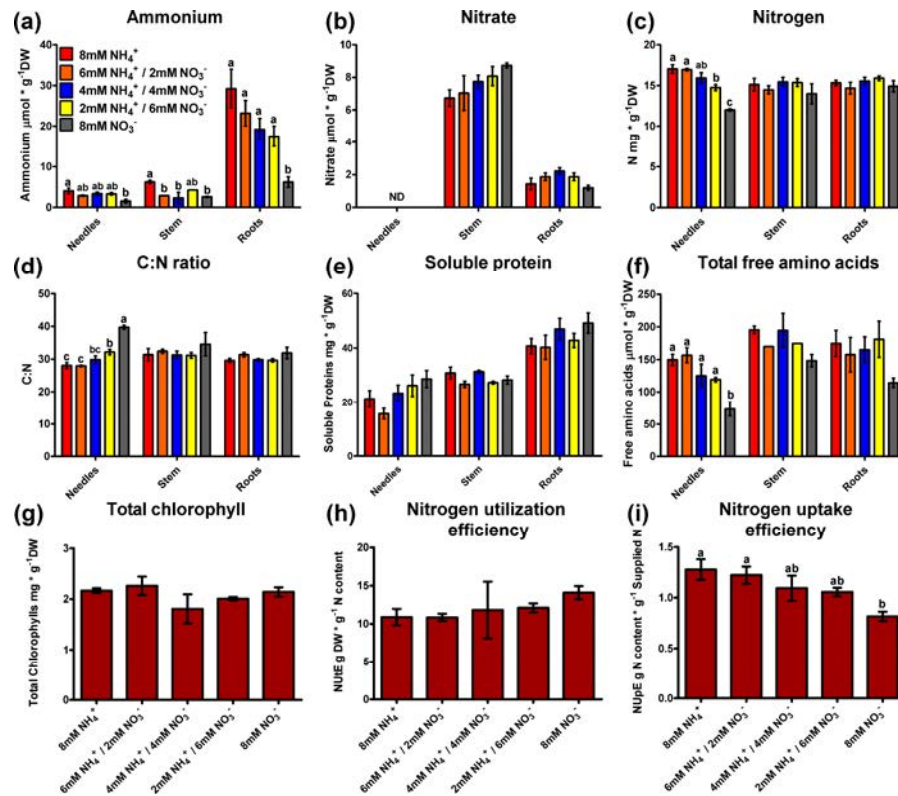 (a) Ammonium
Ammonium µmol * g⁻¹DW
40
30
20
10
0
8mM NH₄⁺
6mM NH₄⁺ / 2mM NO₃⁻
4mM NH₄⁺ / 4mM NO₃⁻
2mM NH₄⁺ / 6mM NO₃⁻
8mM NO₃⁻
a ab ab ab b
a b b ab b
a a a a b
Needles Stem Roots
(b) Nitrate
Nitrate µmol * g⁻¹DW
10
8
6
4
2
0
ND
Needles Stem Roots
(c) Nitrogen
N mg * g⁻¹DW
20
15
10
5
0
a a ab b c
Needles Stem Roots
(d) C:N ratio
C:N
50
40
30
20
10
0
c c bc b a
Needles Stem Roots
(e) Soluble protein
Soluble Proteins mg * g⁻¹DW
60
40
20
0
Needles Stem Roots
(f) Total free amino acids
Free amino acids µmol * g⁻¹DW
250
200
150
100
50
0
a a a a b
Needles Stem Roots
(g) Total chlorophyll
Total Chlorophylls mg * g⁻¹DW
3
2
1
0
8mM NH₄⁺
6mM NH₄⁺ / 2mM NO₃⁻
4mM NH₄⁺ / 4mM NO₃⁻
2mM NH₄⁺ / 6mM NO₃⁻
8mM NO₃⁻
(h) Nitrogen utilization
efficiency
NUtE g DW * g⁻¹ N content
20
15
10
5
0
8mM NH₄⁺
6mM NH₄⁺ / 2mM NO₃⁻
4mM NH₄⁺ / 4mM NO₃⁻
2mM NH₄⁺ / 6mM NO₃⁻
8mM NO₃⁻
(i) Nitrogen uptake
efficiency
NUpE g N content * g⁻¹ Supplied N
1.5
1.0
0.5
0.0
a a ab ab b
8mM NH₄⁺
6mM NH₄⁺ / 2mM NO₃⁻
4mM NH₄⁺ / 4mM NO₃⁻
2mM NH₄⁺ / 6mM NO₃⁻
8mM NO₃⁻